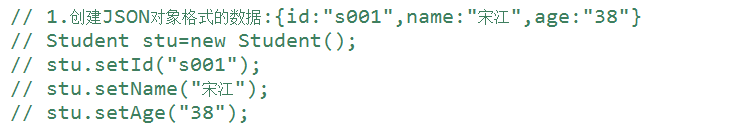 // 1.创建JSON对象格式的数据:{id:"s001",name:"宋江",age:"38"}
// Student stu=new Student();
// stu.setId("s001");
// stu.setName("宋江");
// stu.setAge("38");